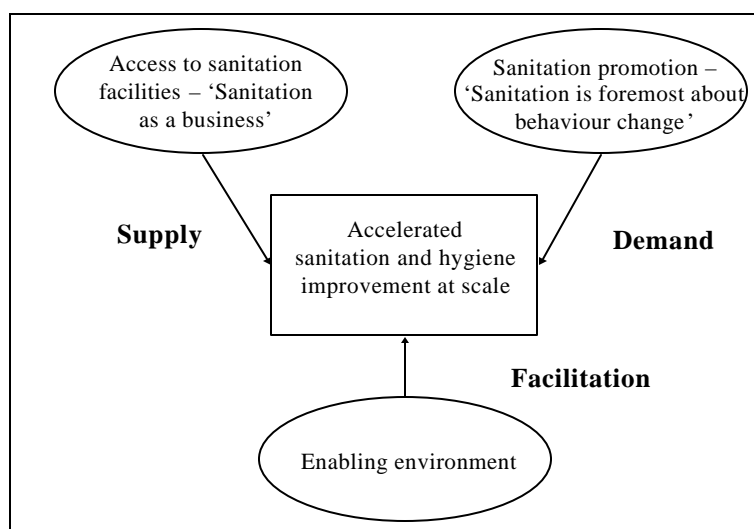 Access to sanitation
facilities – ‘Sanitation
as a business’
Sanitation promotion –
‘Sanitation is foremost about
behaviour change’
Supply
Accelerated
sanitation and hygiene
improvement at scale
Demand
Facilitation
Enabling environment